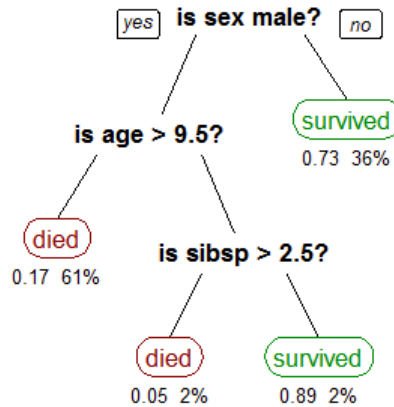 yes is sex male? no
is age > 9.5?
survived
0.73 36%
died
0.17 61%
is sibsp > 2.5?
died survived
0.05 2% 0.89 2%